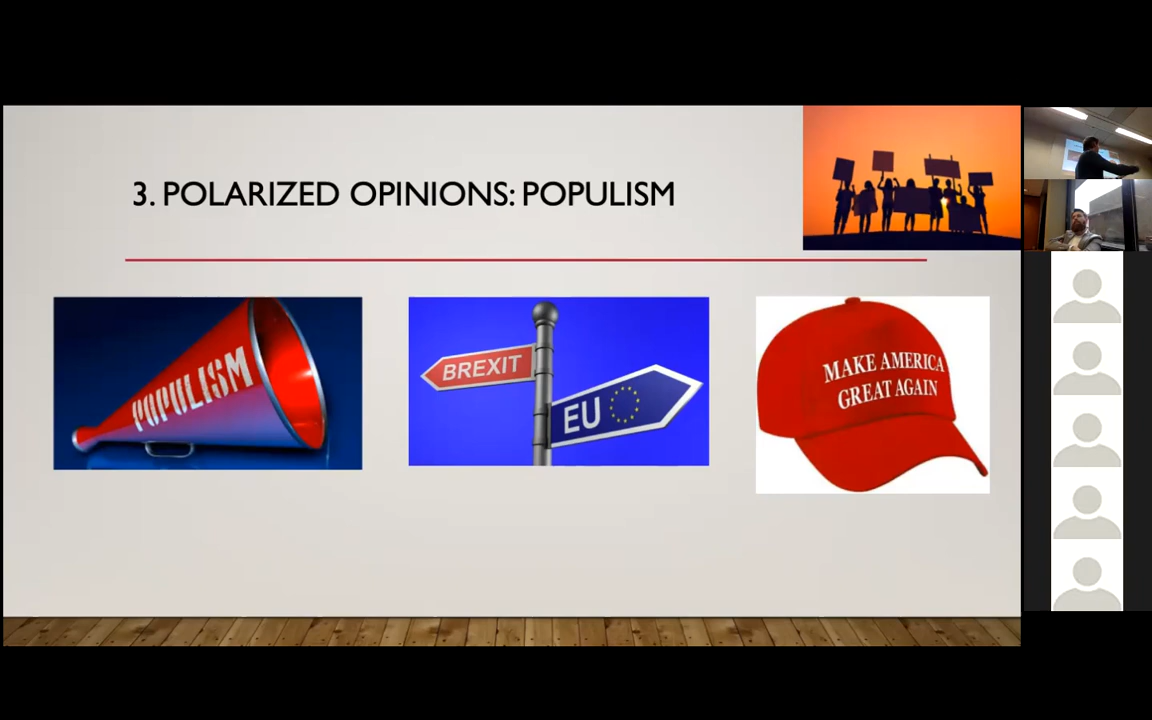 3. POLARIZED OPINIONS: POPULISM
POPULISM
BREXIT
EU
MAKE AMERICA
GREAT AGAIN